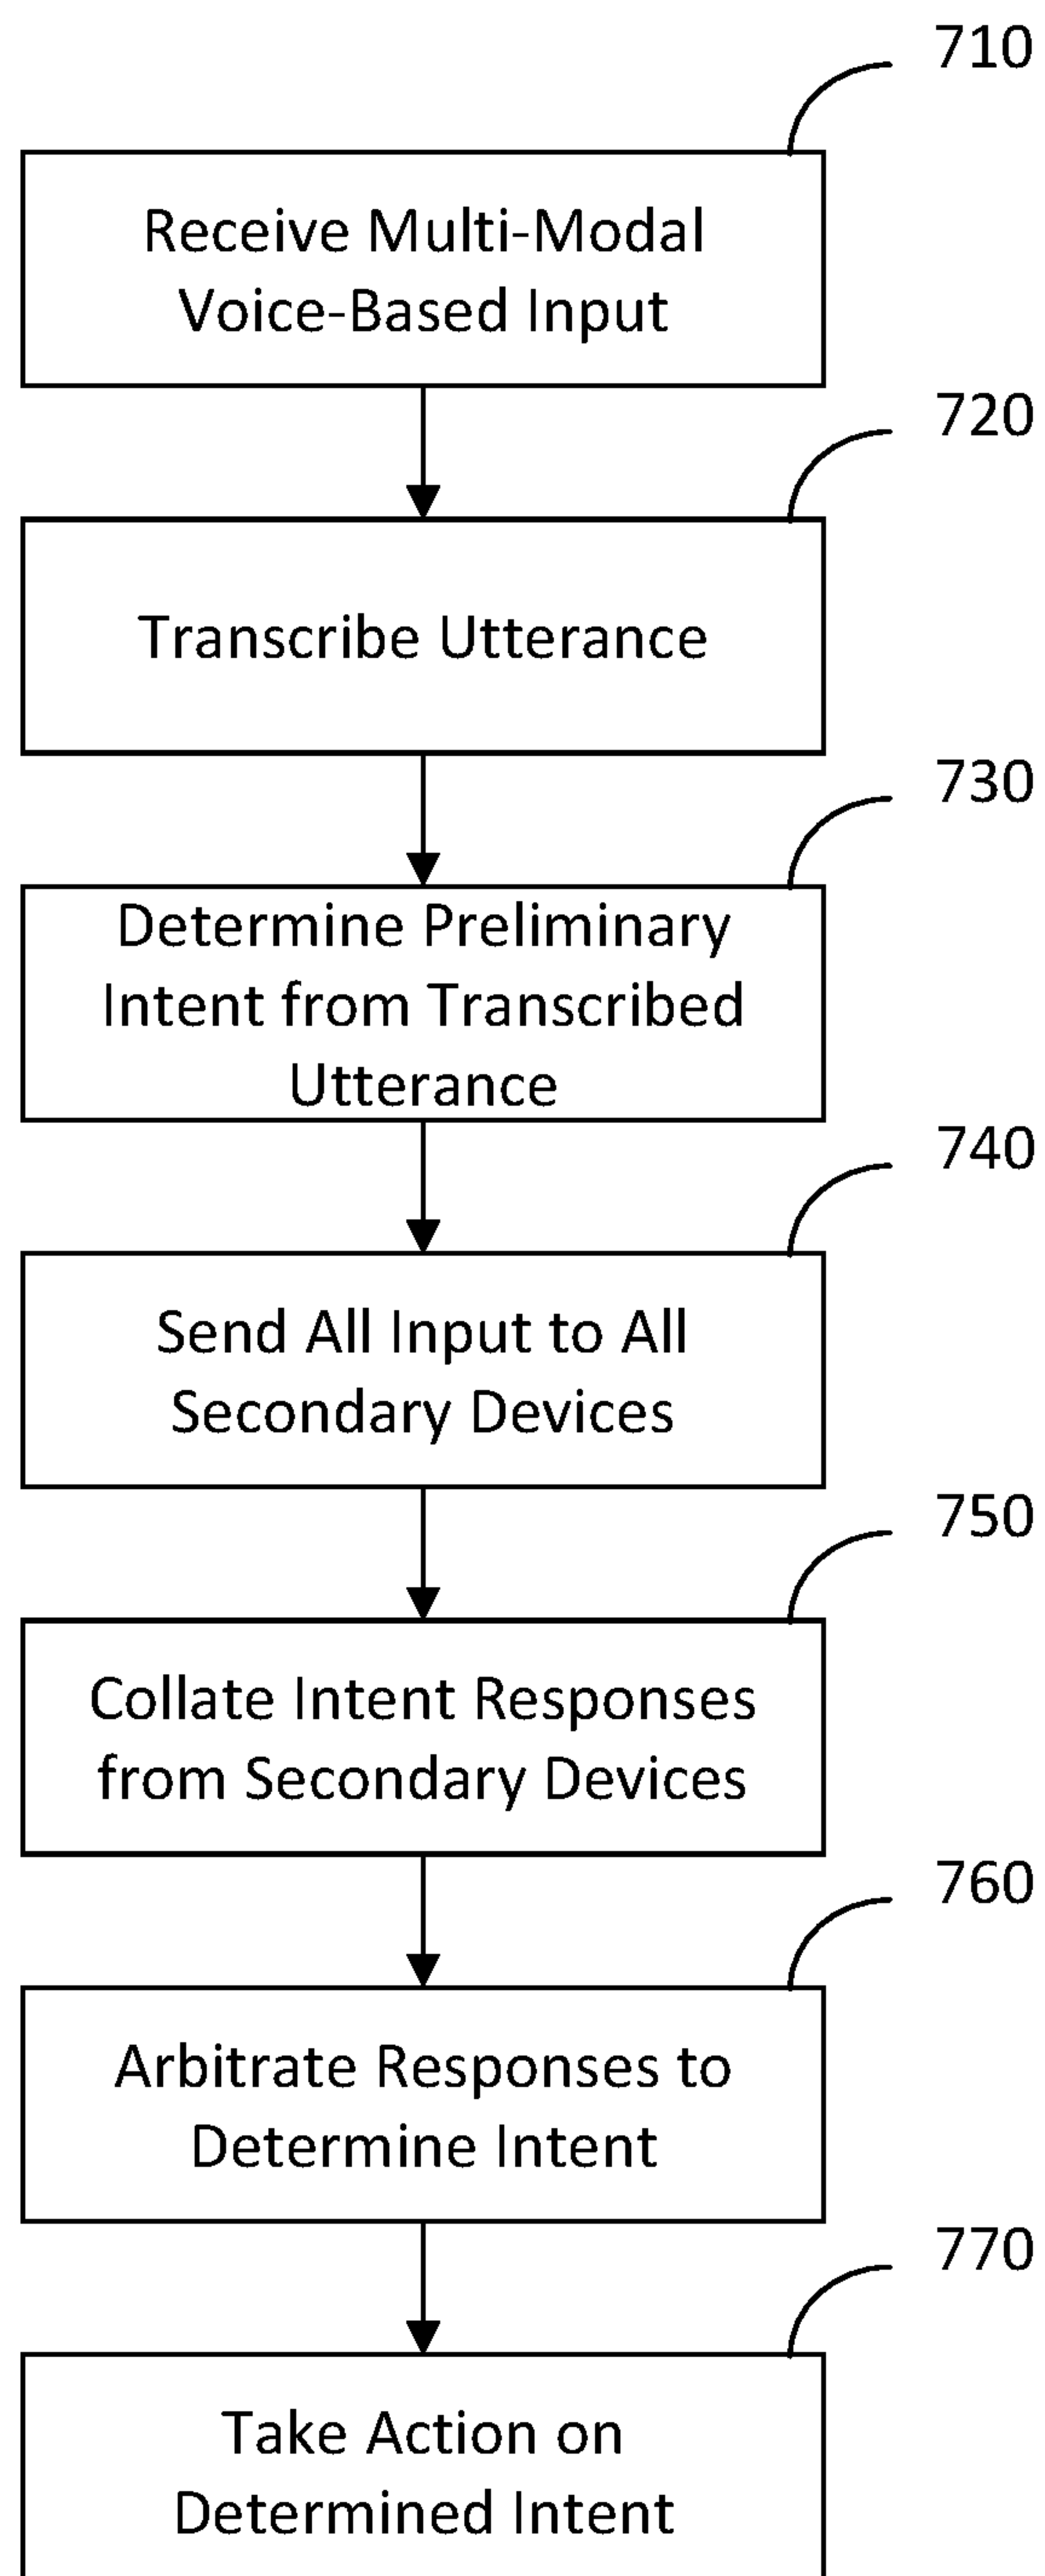 710
Receive Multi-Modal
Voice-Based Input
720
Transcribe Utterance
730
Determine Preliminary
Intent from Transcribed
Utterance
740
Send All Input to All
Secondary Devices
750
Collate Intent Responses
from Secondary Devices
760
Arbitrate Responses to
Determine Intent
770
Take Action on
Determined Intent